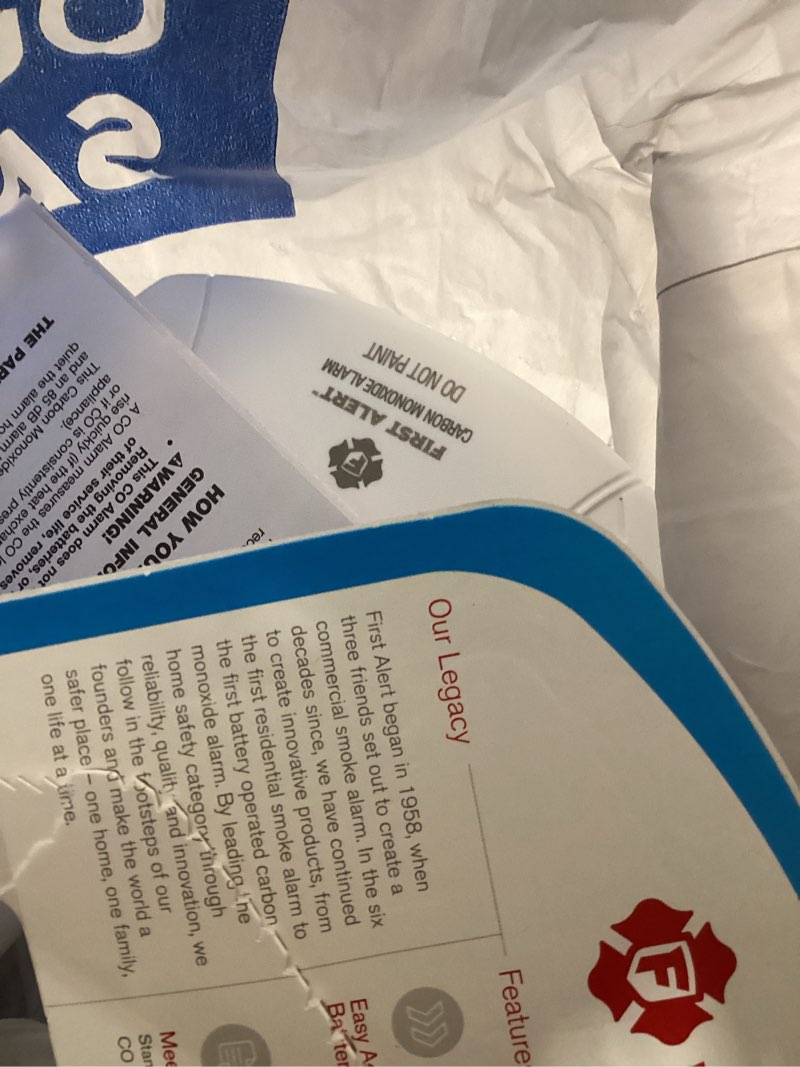 FIRST ALERT™
CARBON MONOXIDE ALARM
DO NOT PAINT
HOW YOU
GENERAL INFO
WARNING!
This CO Alarm does not
Removing the batteries, or
of their service life, removes
A CO Alarm measures the CO
rise quickly (if the heat
or if CO is consistently
appliance).
This Carbon Monoxide
and an 85 dB alarm
quiet the alarm
THE
Our Legacy
First Alert began in 1958, when
three friends set out to create a
commercial smoke alarm. In the six
decades since, we have continued
to create innovative products, from
the first residential smoke alarm to
the first battery operated carbon
monoxide alarm. By leading the
home safety category through
reliability, quality and innovation, we
follow in the footsteps of our
founders and make the world a
safer place – one home, one family,
one life at a time.
F
Feature
Easy A
Batter
Mee
Stan
CO